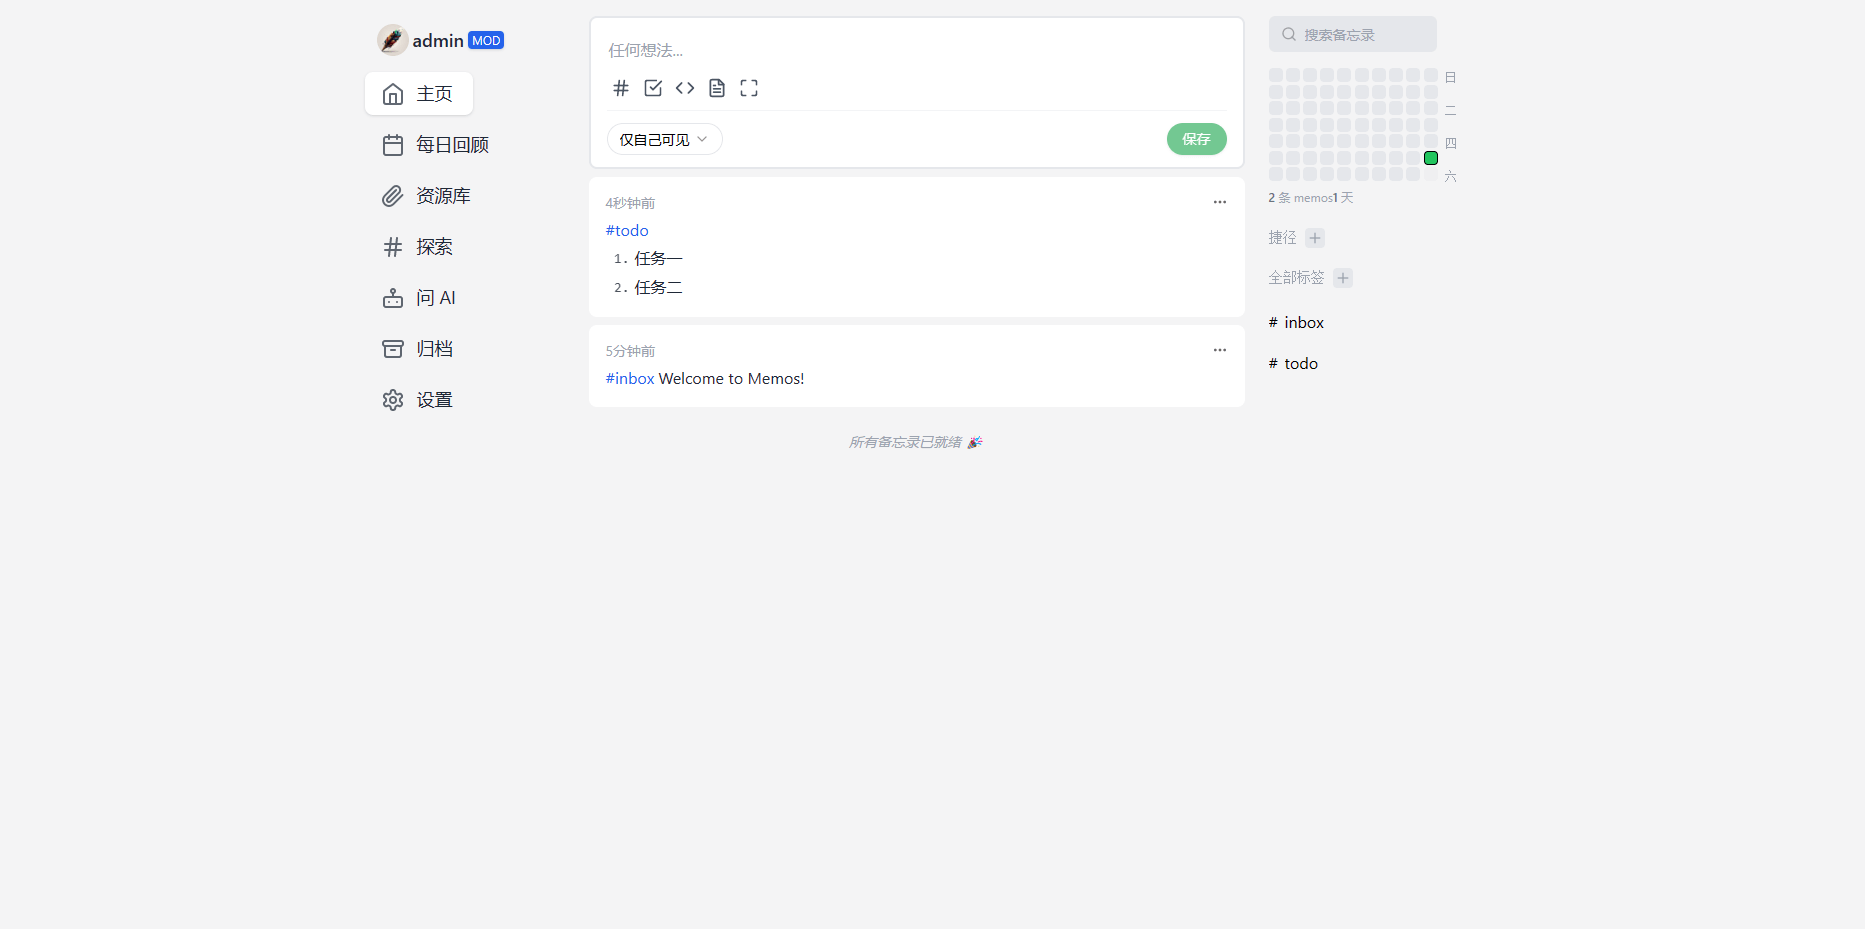 admin MOD
主页
每日回顾
资源库
探索
问 AI
归档
设置
任何想法...
仅自己可见
保存
4秒钟前
#todo
1. 任务一
2. 任务二
5分钟前
#inbox Welcome to Memos!
所有备忘录已就绪 🎉
搜索备忘录
日
二
四
六
2 条 memos1 天
捷径
全部标签
# inbox
# todo